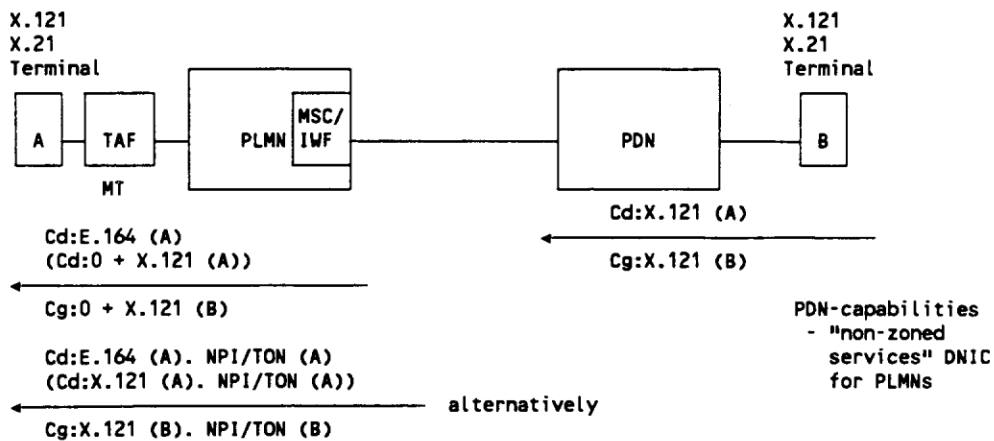 X.121
X.21
Terminal
X.121
X.21
Terminal
A
TAF
PLMN
MSC/
IWF
PDN
B
MT
Cd:X.121 (A)
Cg:X.121 (B)
Cd:E.164 (A)
(Cd:0 + X.121 (A))
Cg:0 + X.121 (B)
PDN-capabilities
- "non-zoned
services" DNIC
for PLMNs
Cd:E.164 (A). NPI/TON (A)
(Cd:X.121 (A). NPI/TON (A))
alternatively
Cg:X.121 (B). NPI/TON (B)